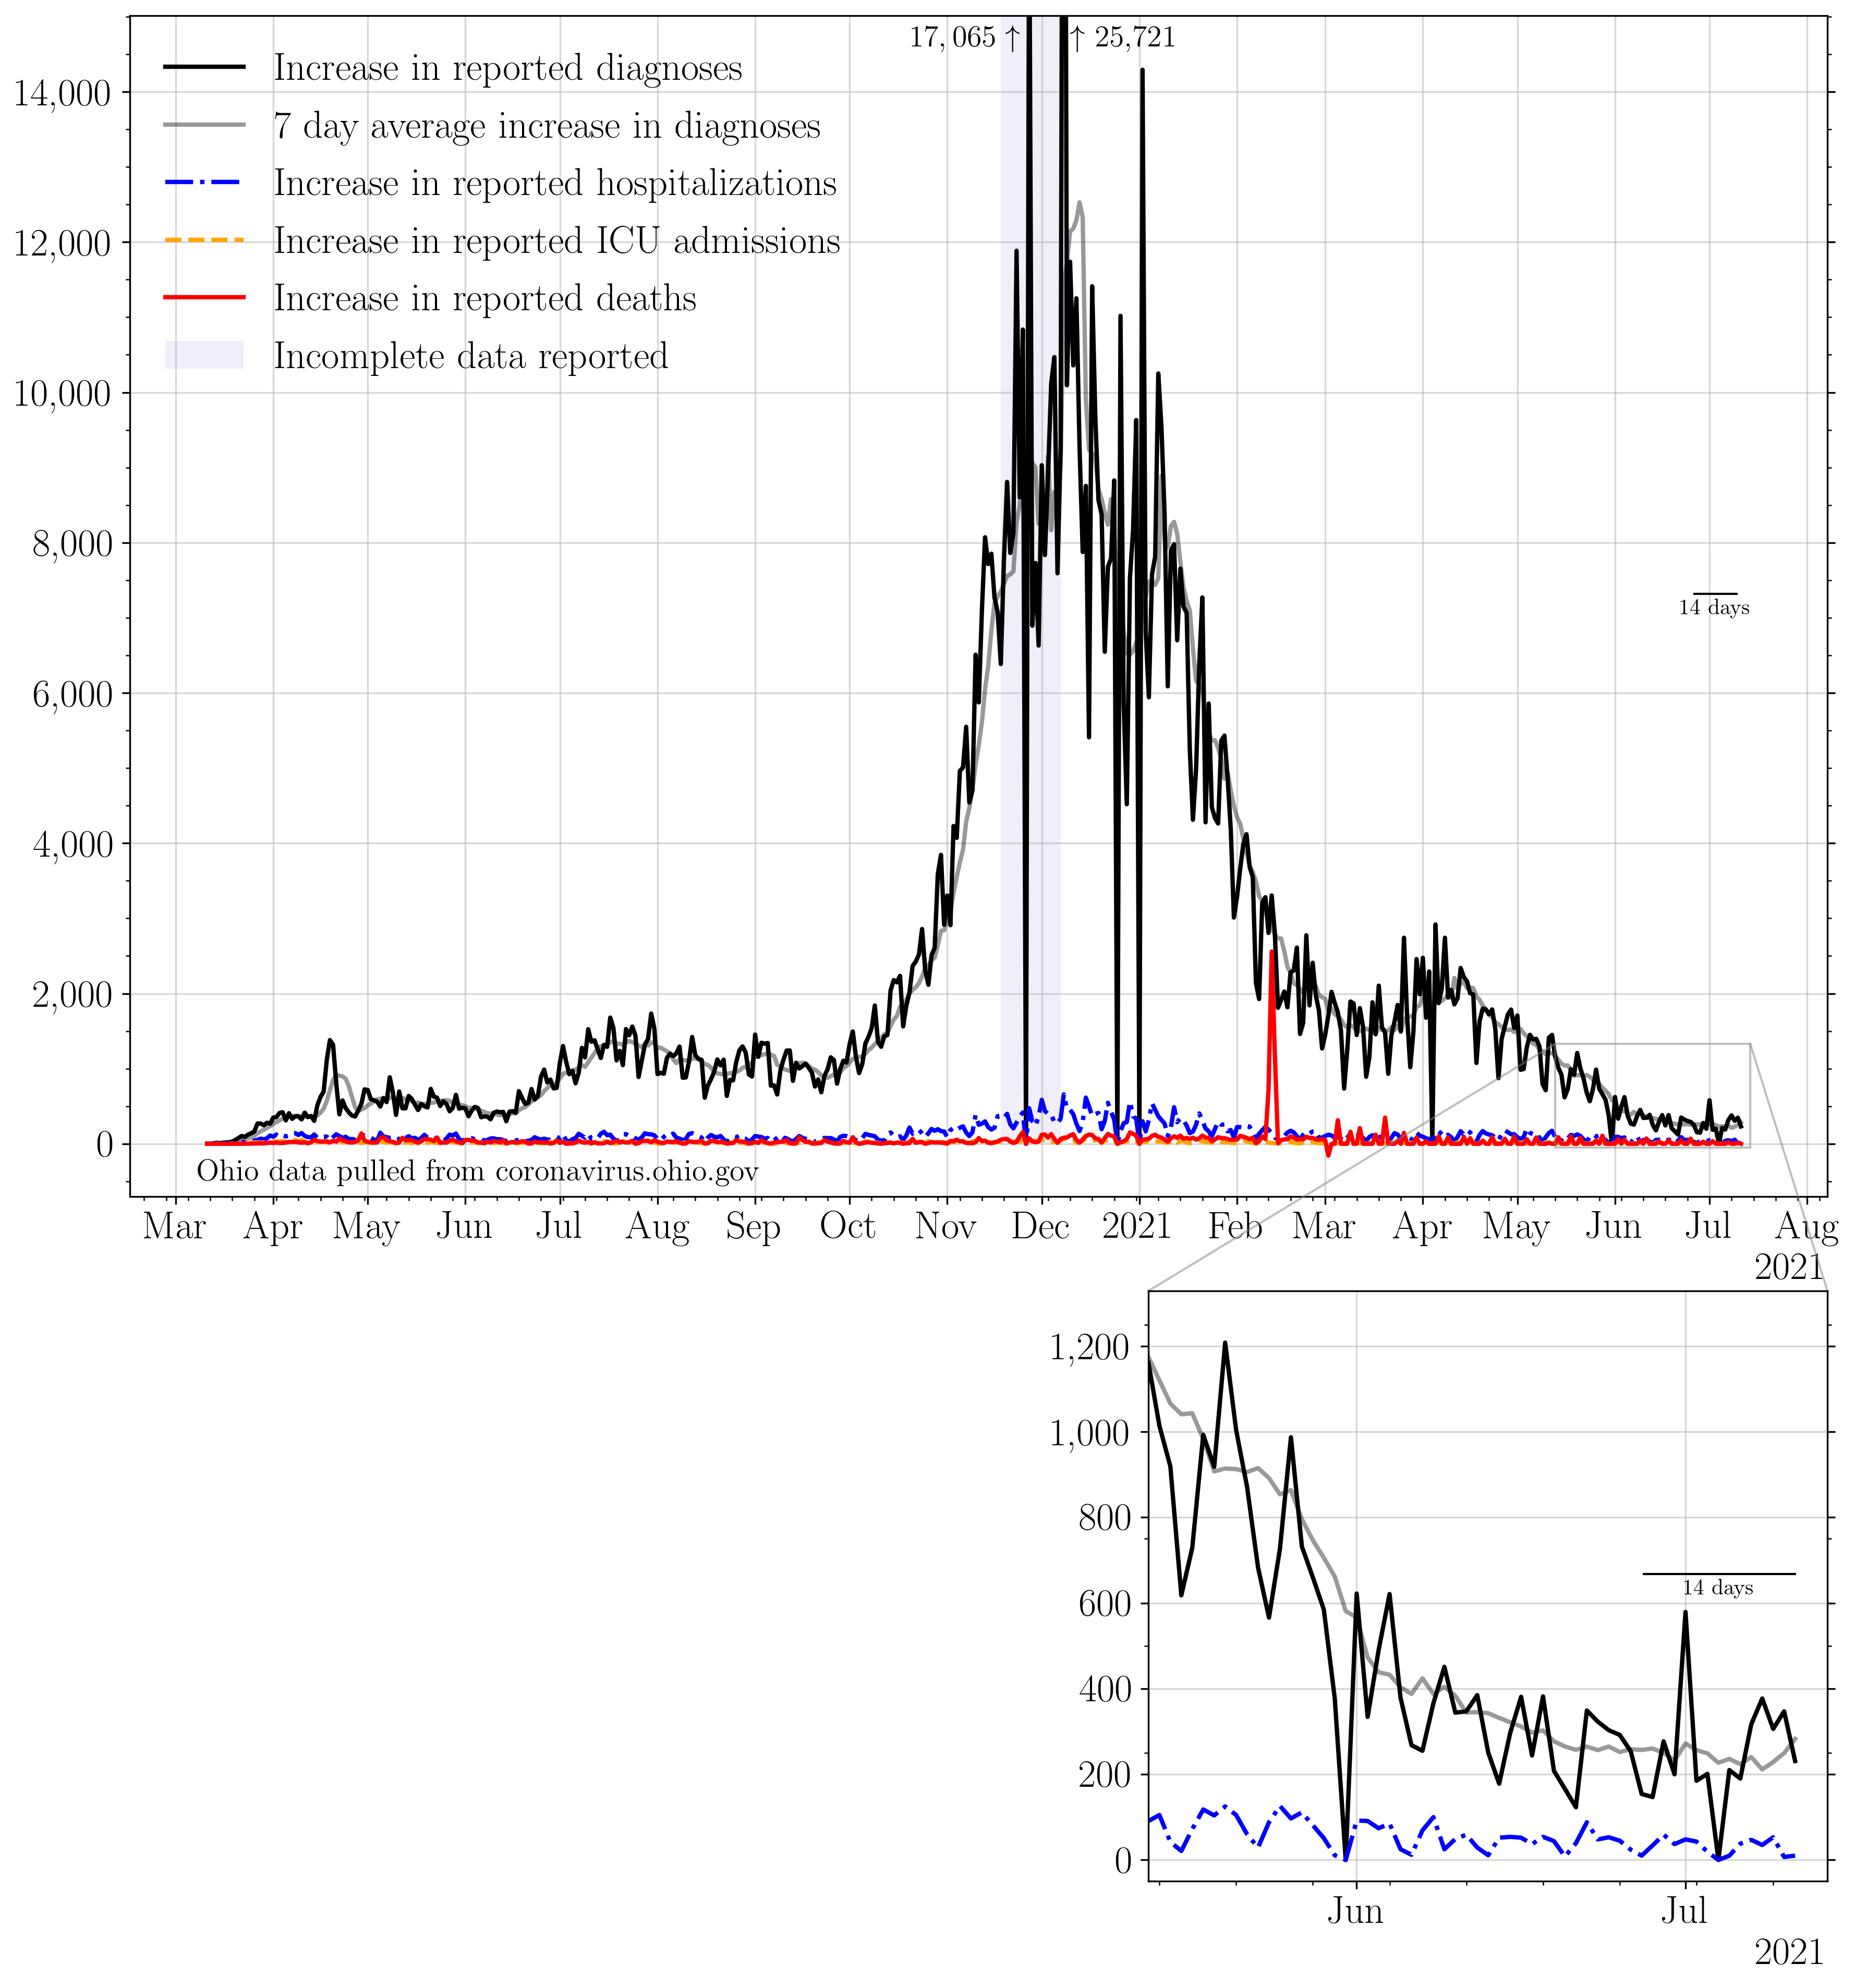 17,065 ↑ ↑ 25,721
Increase in reported diagnoses
7 day average increase in diagnoses
Increase in reported hospitalizations
Increase in reported ICU admissions
Increase in reported deaths
Incomplete data reported
14,000
12,000
10,000
8,000
6,000
4,000
2,000
0
14 days
Ohio data pulled from coronavirus.ohio.gov
Mar Apr May Jun Jul Aug Sep Oct Nov Dec 2021 Feb Mar Apr May Jun Jul Aug
2021
1,200
1,000
800
600
400
200
0
14 days
Jun Jul
2021